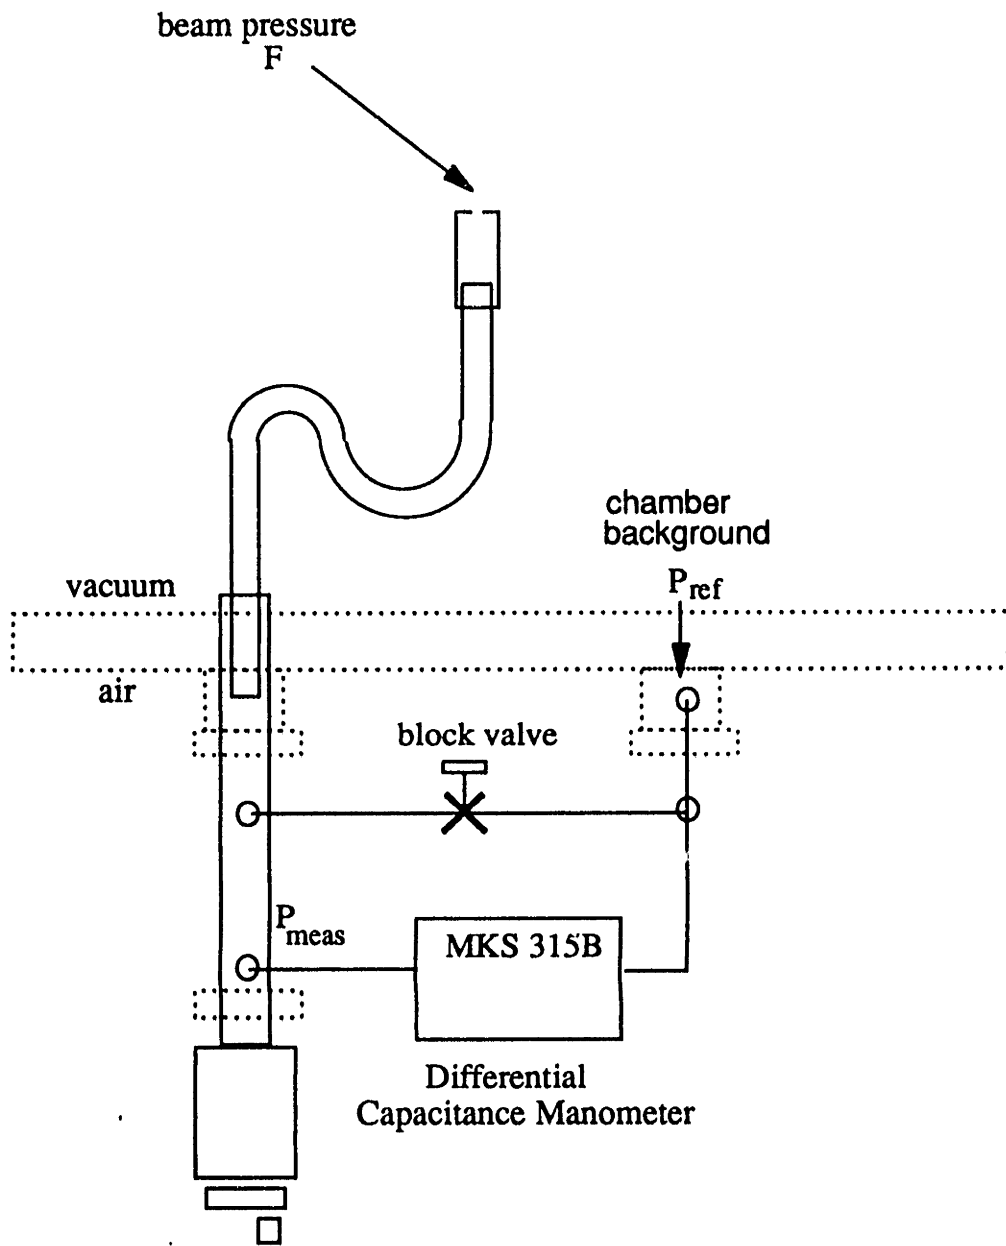 beam pressure
F
chamber
background
P_ref
vacuum
air
block valve
P_meas
MKS 315B
Differential
Capacitance Manometer